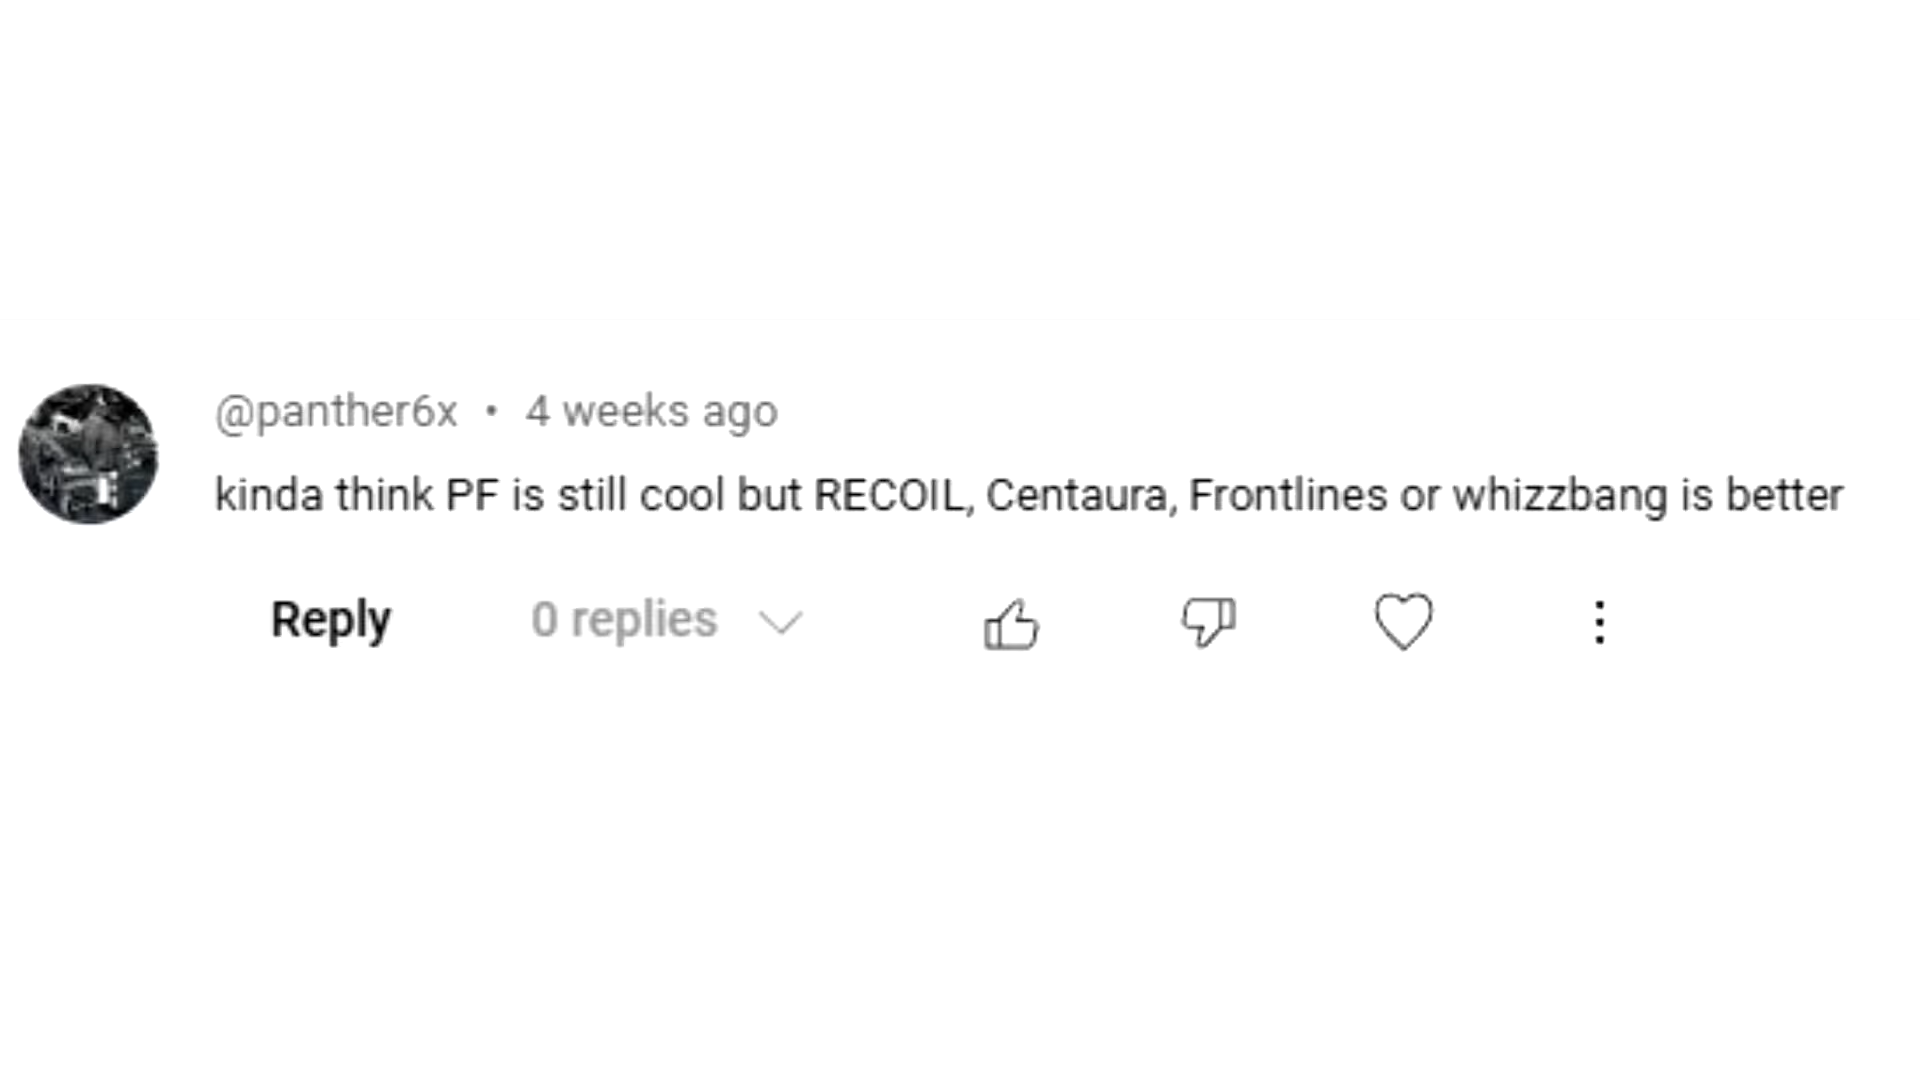 @panther6x • 4 weeks ago
kinda think PF is still cool but RECOIL, Centaura, Frontlines or whizzbang is better
Reply 0 replies